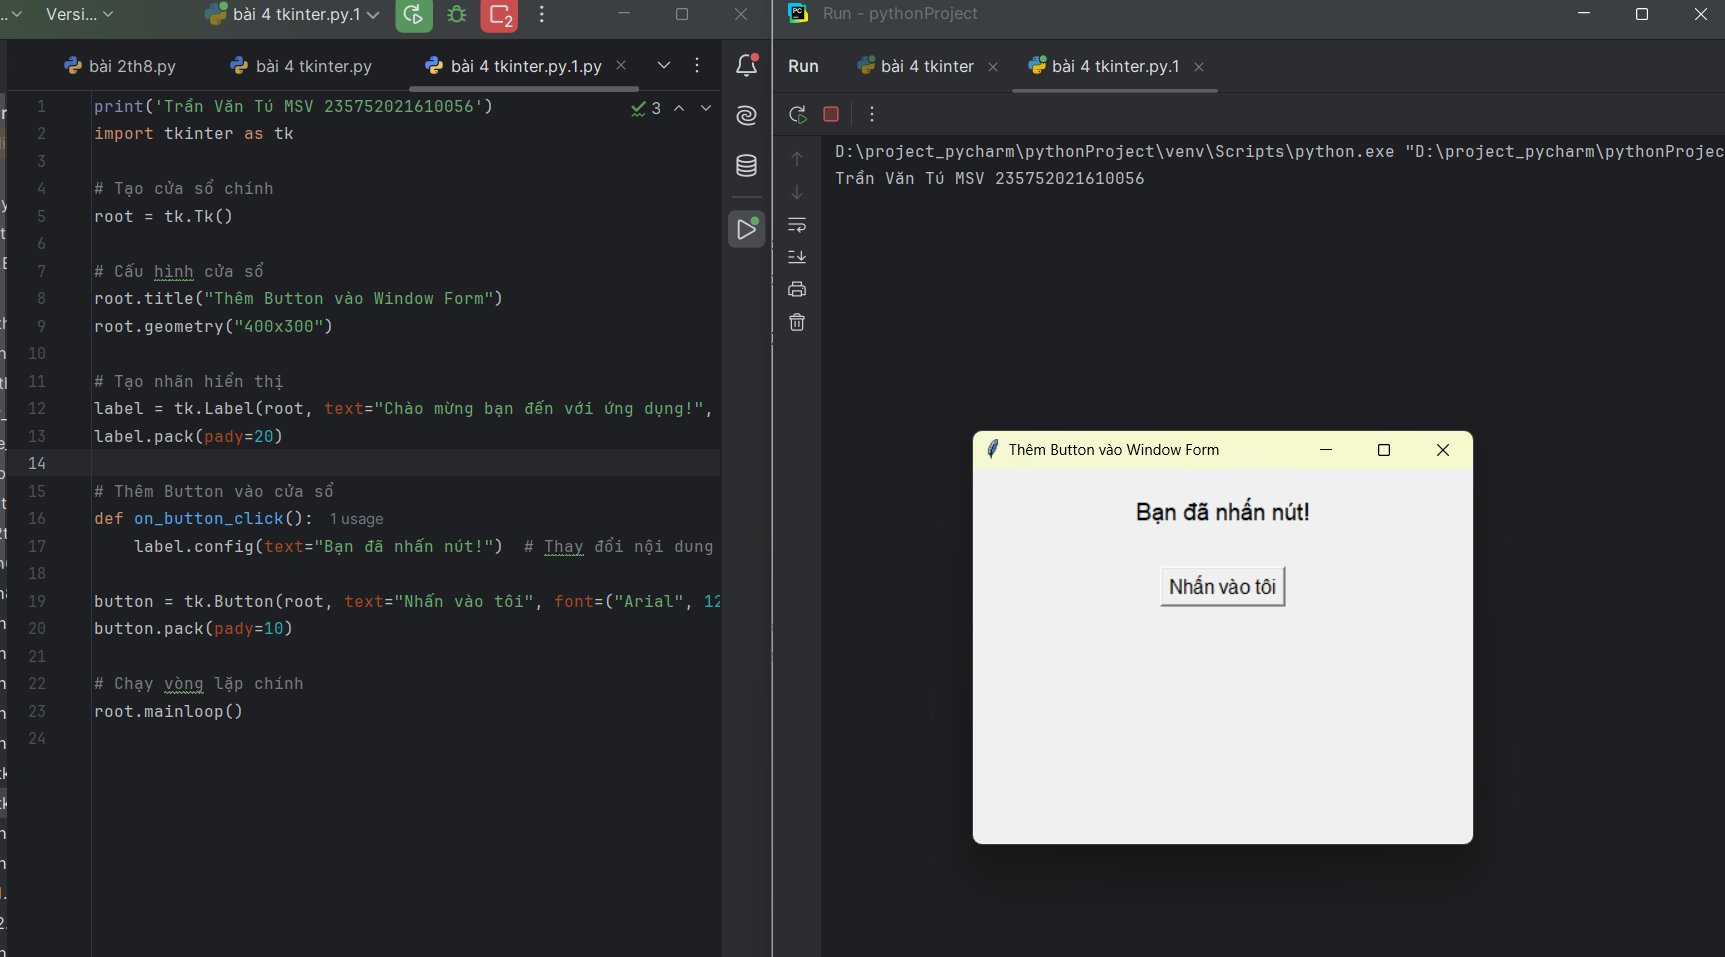 Versi...
bài 4 tkinter.py.1
2
Run - pythonProject
bài 2th8.py
bài 4 tkinter.py
bài 4 tkinter.py.1.py
Run
bài 4 tkinter
bài 4 tkinter.py.1
3
1 print('Trần Văn Tú MSV 235752021610056')
2 import tkinter as tk
3
4 # Tạo cửa sổ chính
5 root = tk.Tk()
6
7 # Cấu hình cửa sổ
8 root.title("Thêm Button vào Window Form")
9 root.geometry("400x300")
10
11 # Tạo nhãn hiển thị
12 label = tk.Label(root, text="Chào mừng bạn đến với ứng dụng!",
13 label.pack(pady=20)
14
15 # Thêm Button vào cửa sổ
16 def on_button_click(): 1 usage
17 label.config(text="Bạn đã nhấn nút!") # Thay đổi nội dung
18
19 button = tk.Button(root, text="Nhấn vào tôi", font=("Arial", 12
20 button.pack(pady=10)
21
22 # Chạy vòng lặp chính
23 root.mainloop()
24
D:\project_pycharm\pythonProject\venv\Scripts\python.exe "D:\project_pycharm\pythonProjec
Trần Văn Tú MSV 235752021610056
Thêm Button vào Window Form
Bạn đã nhấn nút!
Nhấn vào tôi